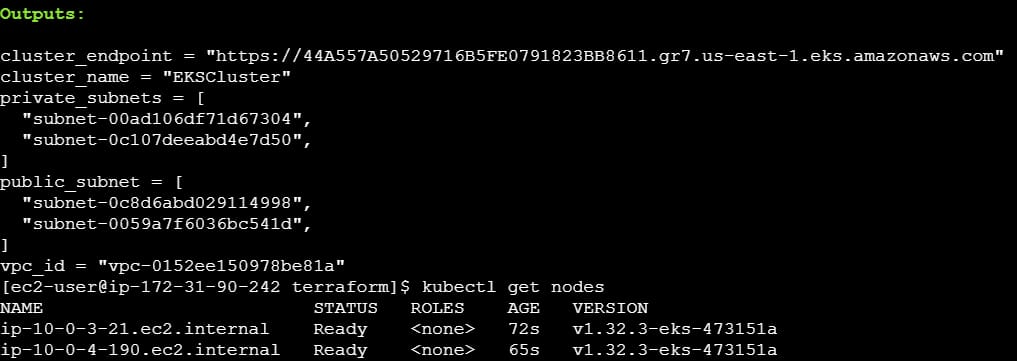 Outputs:
cluster_endpoint = "https://44A557A50529716B5FE0791823BB8611.gr7.us-east-1.eks.amazonaws.com"
cluster_name = "EKSCluster"
private_subnets = [
  "subnet-00ad106df71d67304",
  "subnet-0c107deeabd4e7d50",
]
public_subnet = [
  "subnet-0c8d6abd029114998",
  "subnet-0059a7f6036bc541d",
]
vpc_id = "vpc-0152ee150978be81a"
[ec2-user@ip-172-31-90-242 terraform]$ kubectl get nodes
NAME                         STATUS   ROLES    AGE   VERSION
ip-10-0-3-21.ec2.internal    Ready    <none>   72s   v1.32.3-eks-473151a
ip-10-0-4-190.ec2.internal   Ready    <none>   65s   v1.32.3-eks-473151a